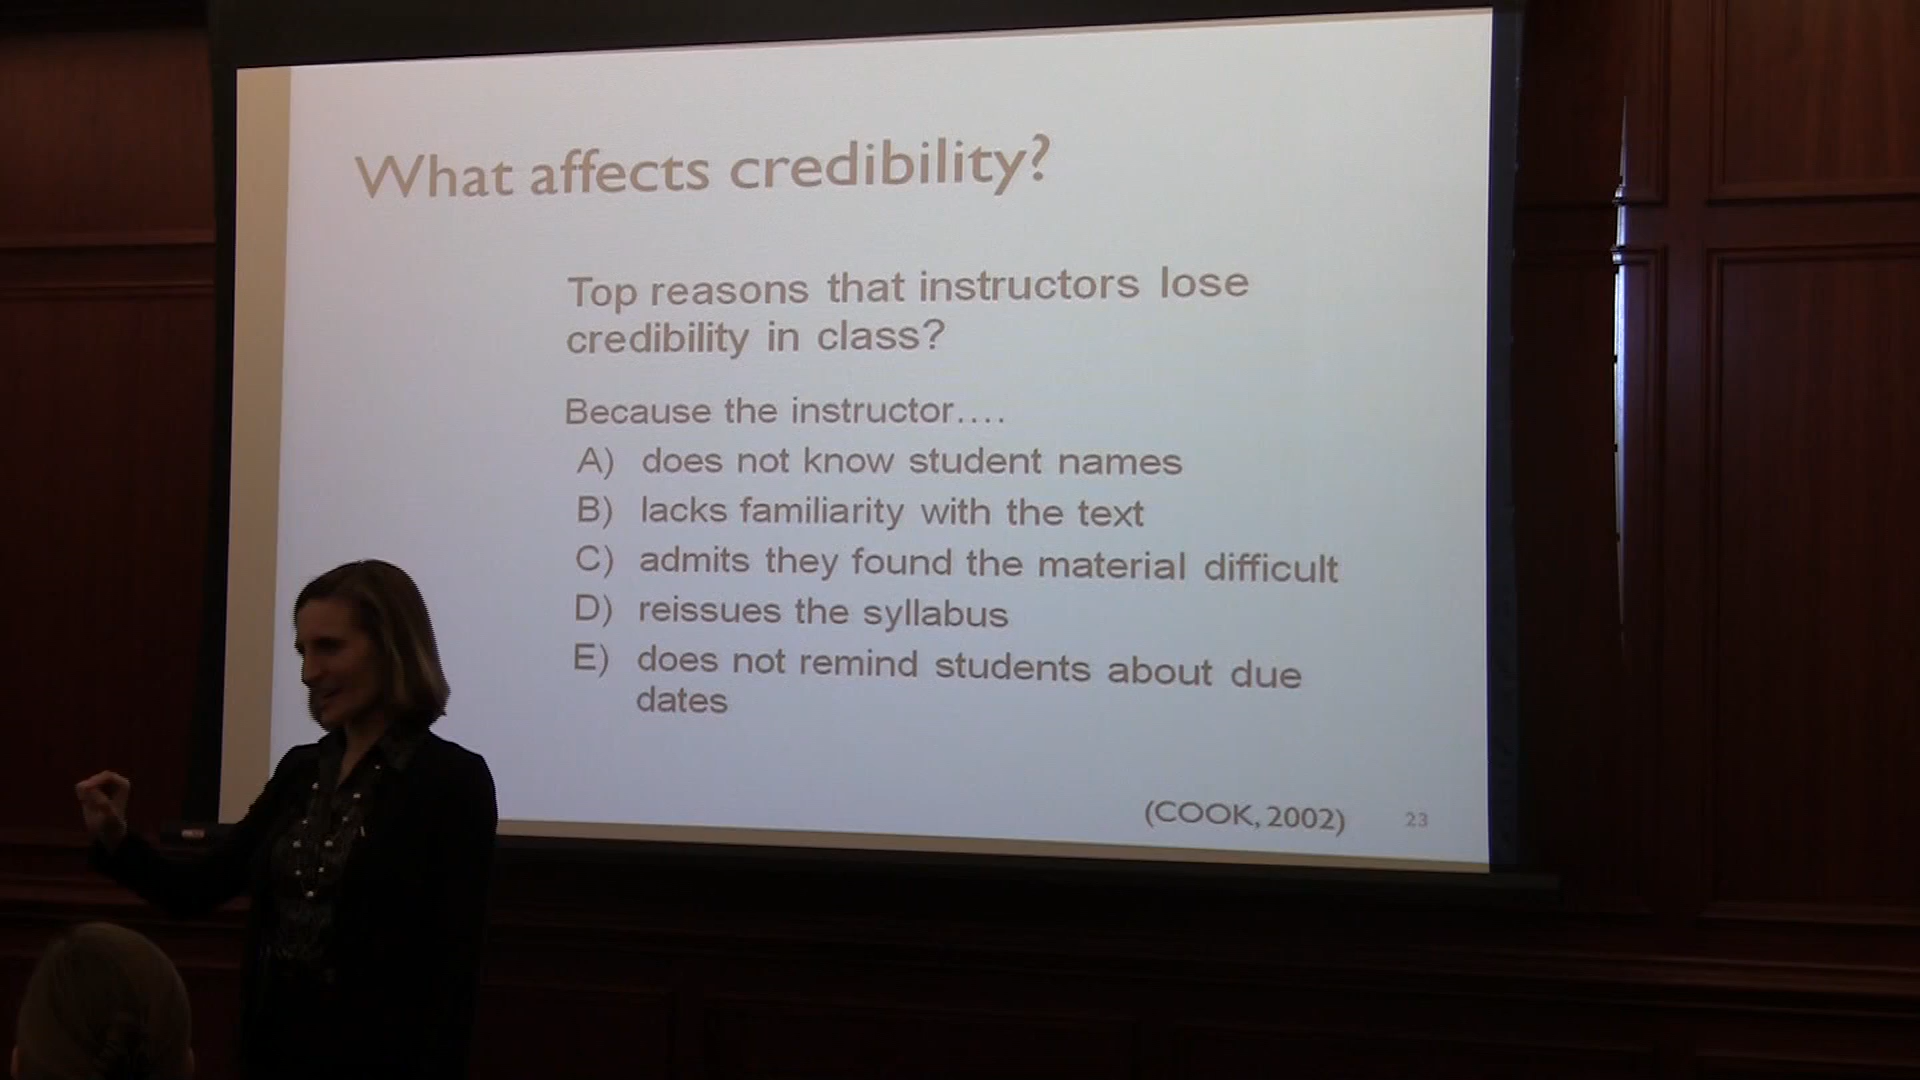 What affects credibility?
Top reasons that instructors lose
credibility in class?
Because the instructor....
A) does not know student names
B) lacks familiarity with the text
C) admits they found the material difficult
D) reissues the syllabus
E) does not remind students about due
dates
(COOK, 2002) 23